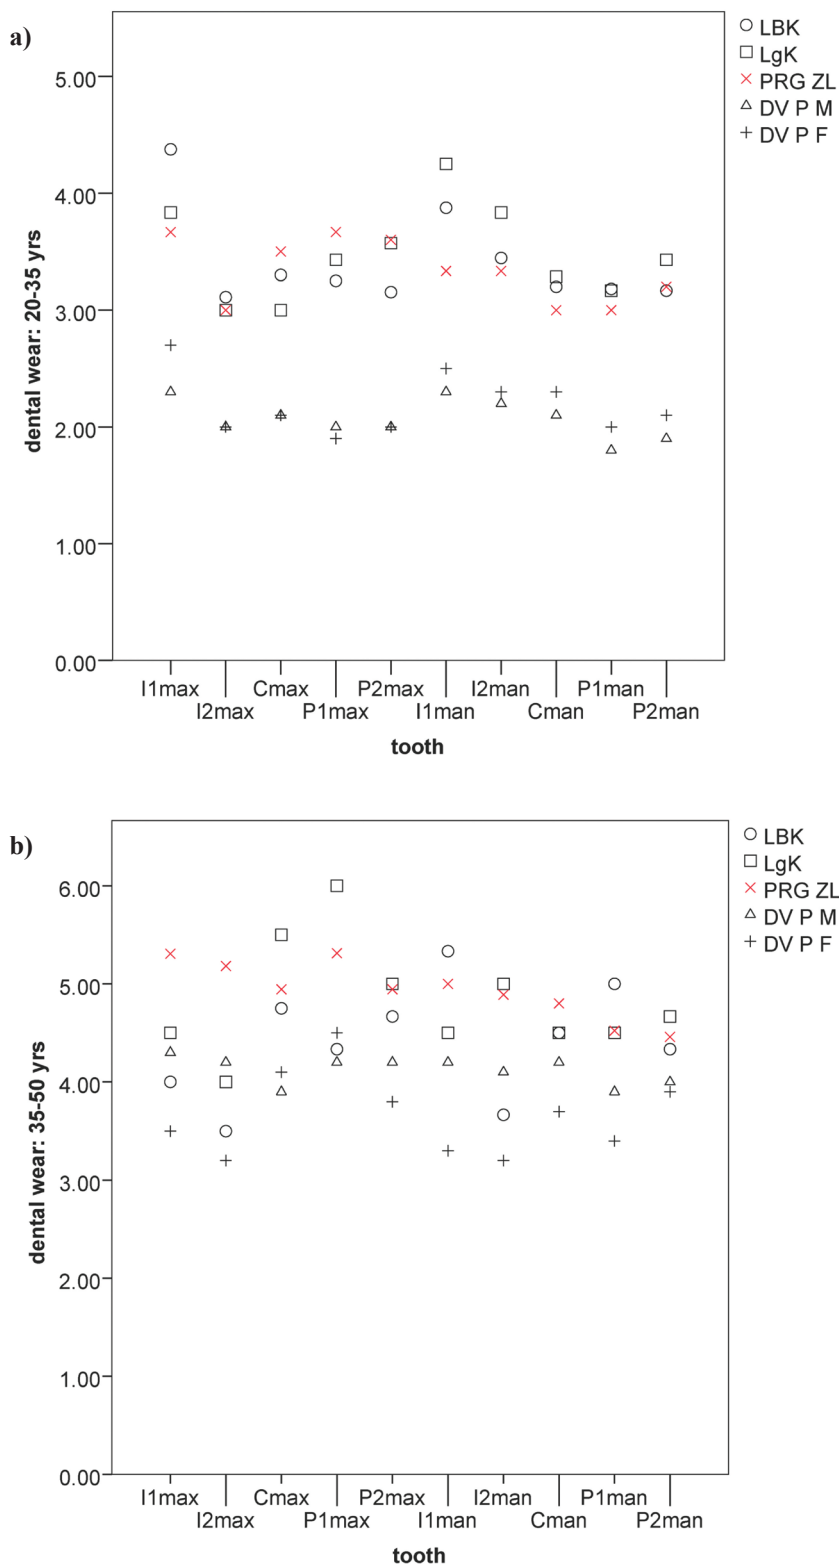 a)
LBK
LgK
PRG ZL
DV P M
DV P F
dental wear: 20-35 yrs
5.00
4.00
3.00
2.00
1.00
0.00
I1max
I2max
Cmax
P1max
P2max
I1man
I2man
Cman
P1man
P2man
tooth
b)
LBK
LgK
PRG ZL
DV P M
DV P F
dental wear: 35-50 yrs
6.00
5.00
4.00
3.00
2.00
1.00
0.00
I1max
I2max
Cmax
P1max
P2max
I1man
I2man
Cman
P1man
P2man
tooth